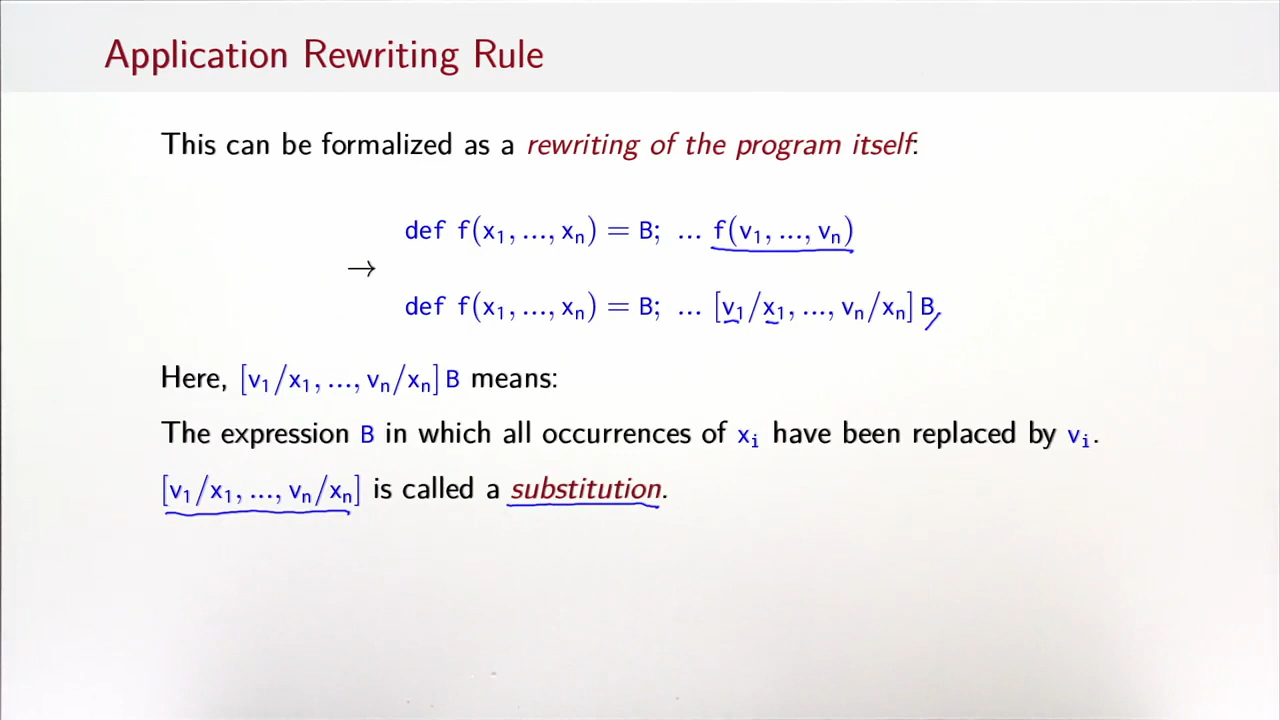 Application Rewriting Rule
This can be formalized as a rewriting of the program itself:
def f(x₁, ..., xₙ) = B; ... f(v₁, ..., vₙ)
→
def f(x₁, ..., xₙ) = B; ... [v₁/x₁, ..., vₙ/xₙ] B
Here, [v₁/x₁, ..., vₙ/xₙ] B means:
The expression B in which all occurrences of xᵢ have been replaced by vᵢ.
[v₁/x₁, ..., vₙ/xₙ] is called a substitution.